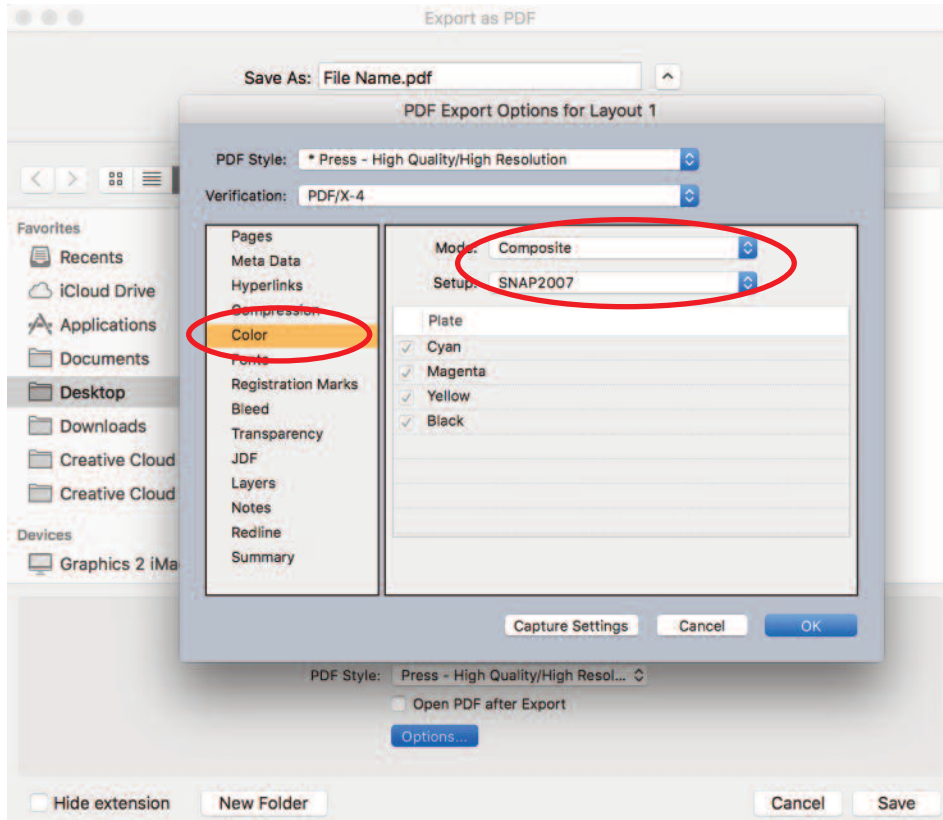 Export as PDF
Save As: File Name.pdf
PDF Export Options for Layout 1
PDF Style: * Press - High Quality/High Resolution
Verification: PDF/X-4
Favorites
Recents
iCloud Drive
Applications
Documents
Desktop
Downloads
Creative Cloud
Creative Cloud
Devices
Graphics 2 iMa
Pages
Meta Data
Hyperlinks
Compression
Color
Fonts
Registration Marks
Bleed
Transparency
JDF
Layers
Notes
Redline
Summary
Mode: Composite
Setup: SNAP2007
Plate
Cyan
Magenta
Yellow
Black
Capture Settings Cancel OK
PDF Style: Press - High Quality/High Resol...
Open PDF after Export
Options...
Hide extension New Folder Cancel Save